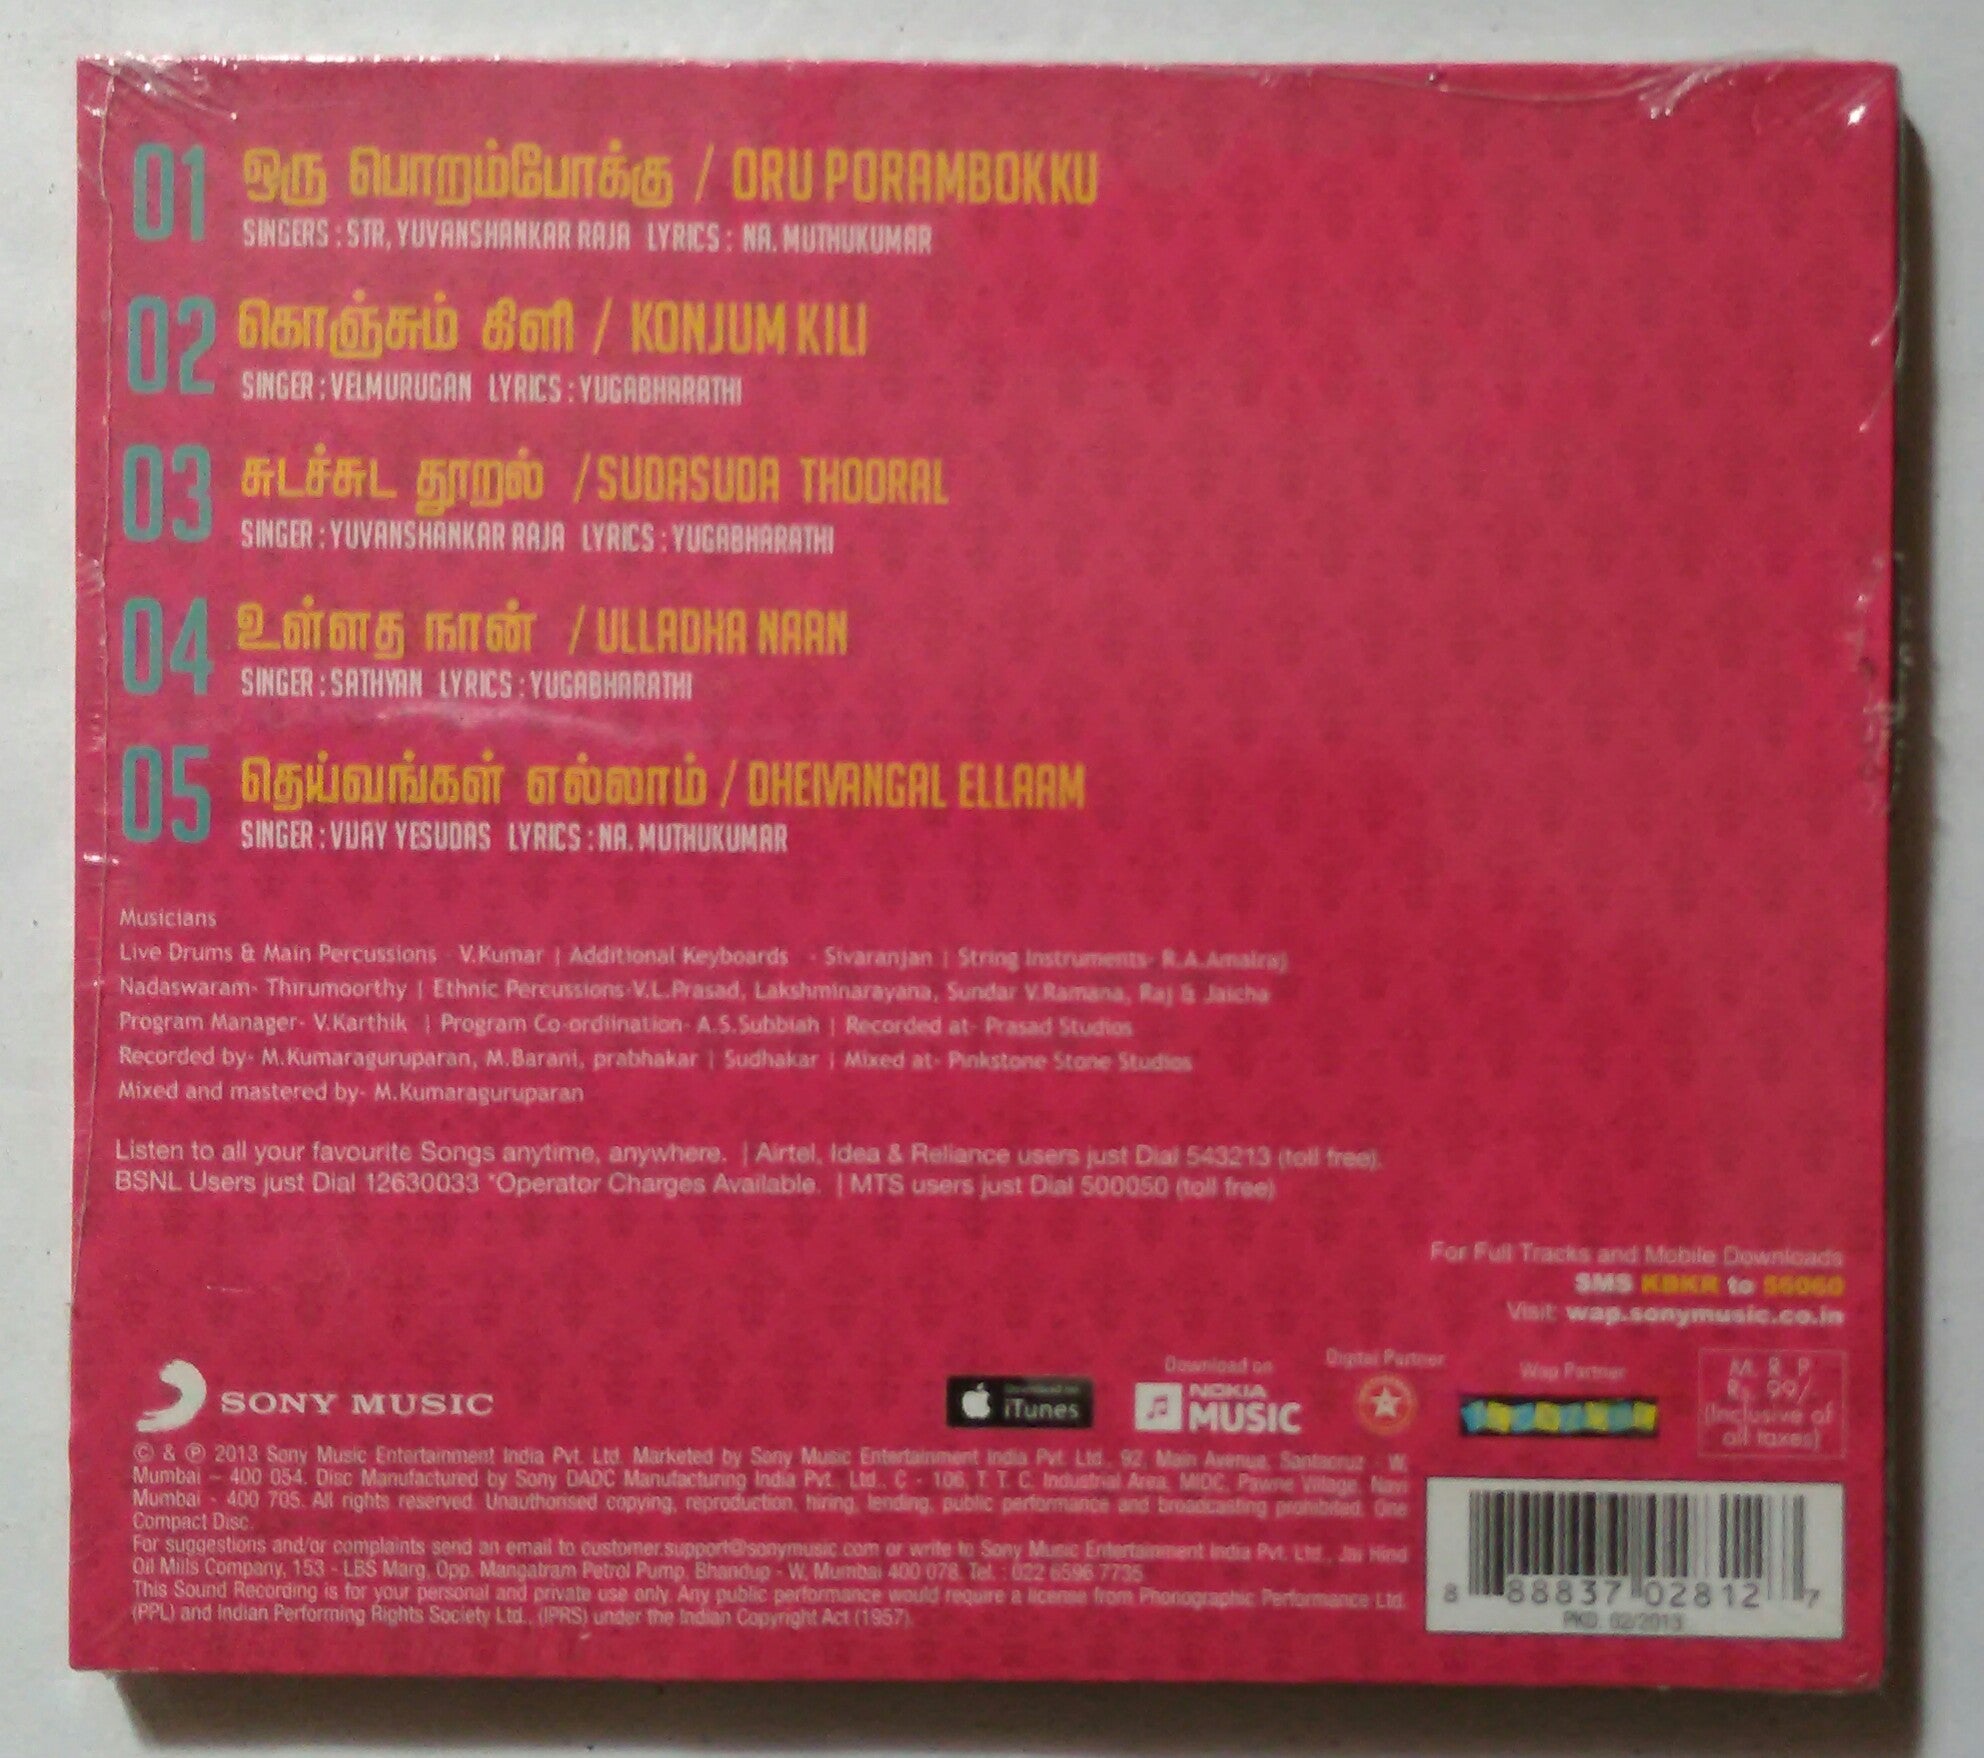 01 ஒரு பொறம்போக்கு / ORU PORAMBOKKU
SINGERS : STR, YUVANSHANKAR RAJA LYRICS : NA. MUTHUKUMAR
02 கொஞ்சும் கிளி / KONJUM KILI
SINGER : VELMURUGAN LYRICS : YUGABHARATHI
03 சுடச்சுட தூறல் / SUDASUDA THOORAL
SINGER : YUVANSHANKAR RAJA LYRICS : YUGABHARATHI
04 உள்ளத நான் / ULLADHA NAAN
SINGER : SATHYAN LYRICS : YUGABHARATHI
05 தெய்வங்கள் எல்லாம் / DHEIVANGAL ELLAAM
SINGER : VIJAY YESUDAS LYRICS : NA. MUTHUKUMAR
Musicians
Live Drums & Main Percussions - V.Kumar | Additional Keyboards - Sivaranjan | String Instruments- R.A.Amalraj
Nadaswaram- Thirumoorthy | Ethnic Percussions-V.L.Prasad, Lakshminarayana, Sundar V.Ramana, Raj & Jaicha
Program Manager- V.Karthik | Program Co-ordiination- A.S.Subbiah | Recorded at- Prasad Studios
Recorded by- M.Kumaraguruparan, M.Barani, prabhakar | Sudhakar | Mixed at- Pinkstone Stone Studios
Mixed and mastered by- M.Kumaraguruparan
Listen to all your favourite Songs anytime, anywhere. | Airtel, Idea & Reliance users just Dial 543213 (toll free).
BSNL Users just Dial 12630033 *Operator Charges Available. | MTS users just Dial 500050 (toll free)
For Full Tracks and Mobile Downloads
SMS KBKR to 56060
Visit wap.sonymusic.co.in
SONY MUSIC
Download on iTunes
Download on
NOKIA
MUSIC
Digital Partner
Wap Partner
M. R. P.
Rs. 99/-
(Inclusive of
all taxes)
© & ℗ 2013 Sony Music Entertainment India Pvt. Ltd. Marketed by Sony Music Entertainment India Pvt. Ltd., 92, Main Avenue, Santacruz - W,
Mumbai – 400 054. Disc Manufactured by Sony DADC Manufacturing India Pvt. Ltd., C - 106, T. T. C. Industrial Area, MIDC, Pawne Village, Navi
Mumbai - 400 705. All rights reserved. Unauthorised copying, reproduction, hiring, lending, public performance and broadcasting prohibited. One
Compact Disc.
For suggestions and/or complaints send an email to customer.support@sonymusic.com or write to Sony Music Entertainment India Pvt. Ltd., Jai Hind
Oil Mills Company, 153 - LBS Marg, Opp. Mangatram Petrol Pump, Bhandup - W, Mumbai 400 078. Tel. : 022 6596 7735
This Sound Recording is for your personal and private use only. Any public performance would require a license from Phonographic Performance Ltd.
(PPL) and Indian Performing Rights Society Ltd., (IPRS) under the Indian Copyright Act (1957).
8 88837 02812 7
PKD. 02/2013